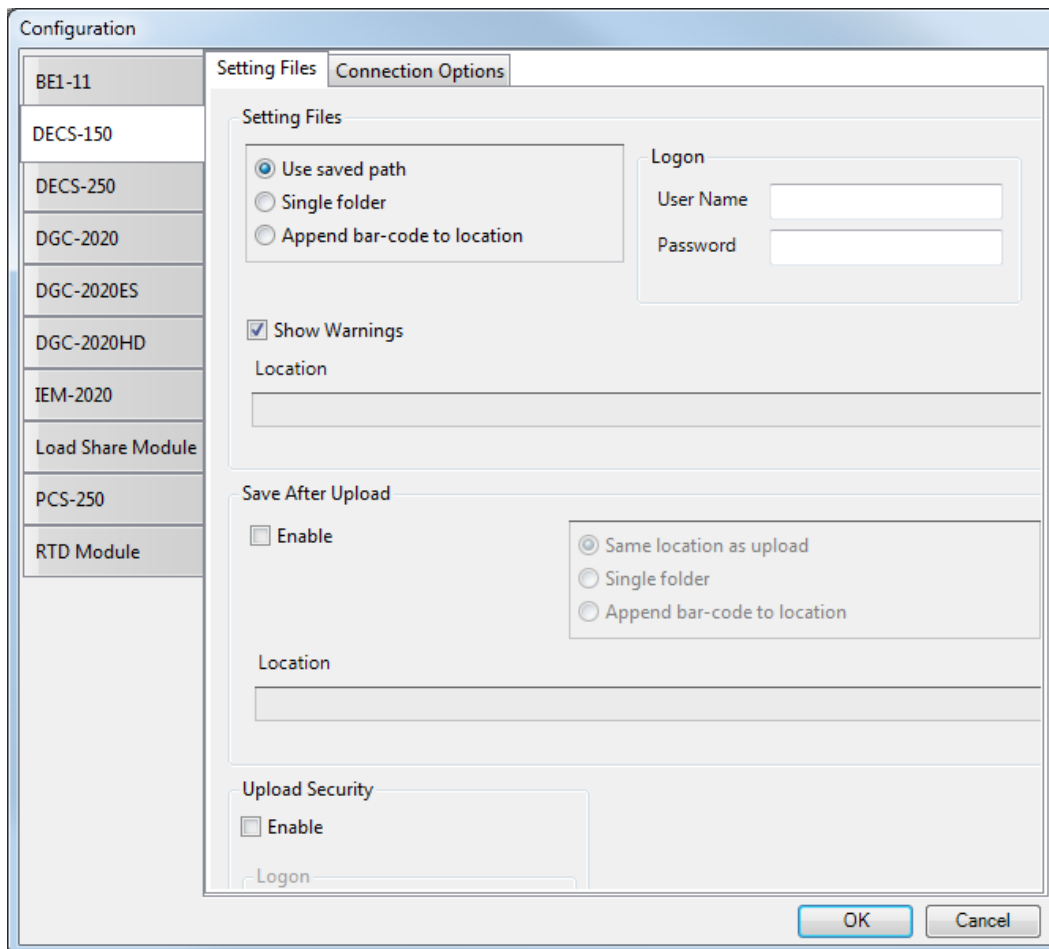 Configuration
BE1-11
DECS-150
DECS-250
DGC-2020
DGC-2020ES
DGC-2020HD
IEM-2020
Load Share Module
PCS-250
RTD Module
Setting Files
Connection Options
Setting Files
Use saved path
Single folder
Append bar-code to location
Logon
User Name
Password
Show Warnings
Location
Save After Upload
Enable
Same location as upload
Single folder
Append bar-code to location
Location
Upload Security
Enable
Logon
OK
Cancel